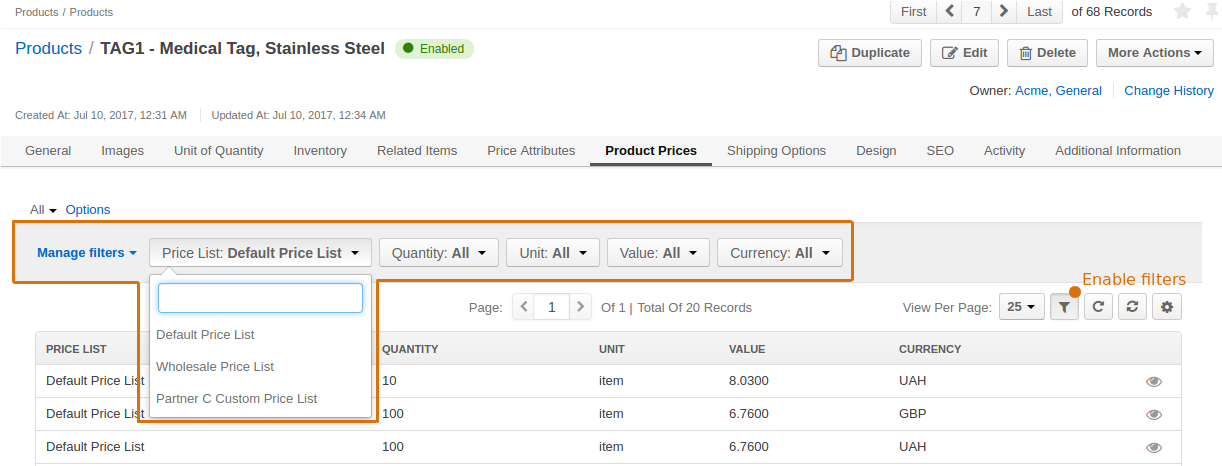 Products / Products
First 7 Last of 68 Records
Products / TAG1 - Medical Tag, Stainless Steel Enabled
Duplicate Edit Delete More Actions
Owner: Acme, General Change History
Created At: Jul 10, 2017, 12:31 AM Updated At: Jul 10, 2017, 12:34 AM
General Images Unit of Quantity Inventory Related Items Price Attributes Product Prices Shipping Options Design SEO Activity Additional Information
All Options
Manage filters Price List: Default Price List Quantity: All Unit: All Value: All Currency: All
Enable filters
Page: 1 Of 1 | Total Of 20 Records View Per Page: 25
Default Price List
Wholesale Price List
Partner C Custom Price List
PRICE LIST QUANTITY UNIT VALUE CURRENCY
Default Price List 10 item 8.0300 UAH
Default Price List 100 item 6.7600 GBP
Default Price List 100 item 6.7600 UAH